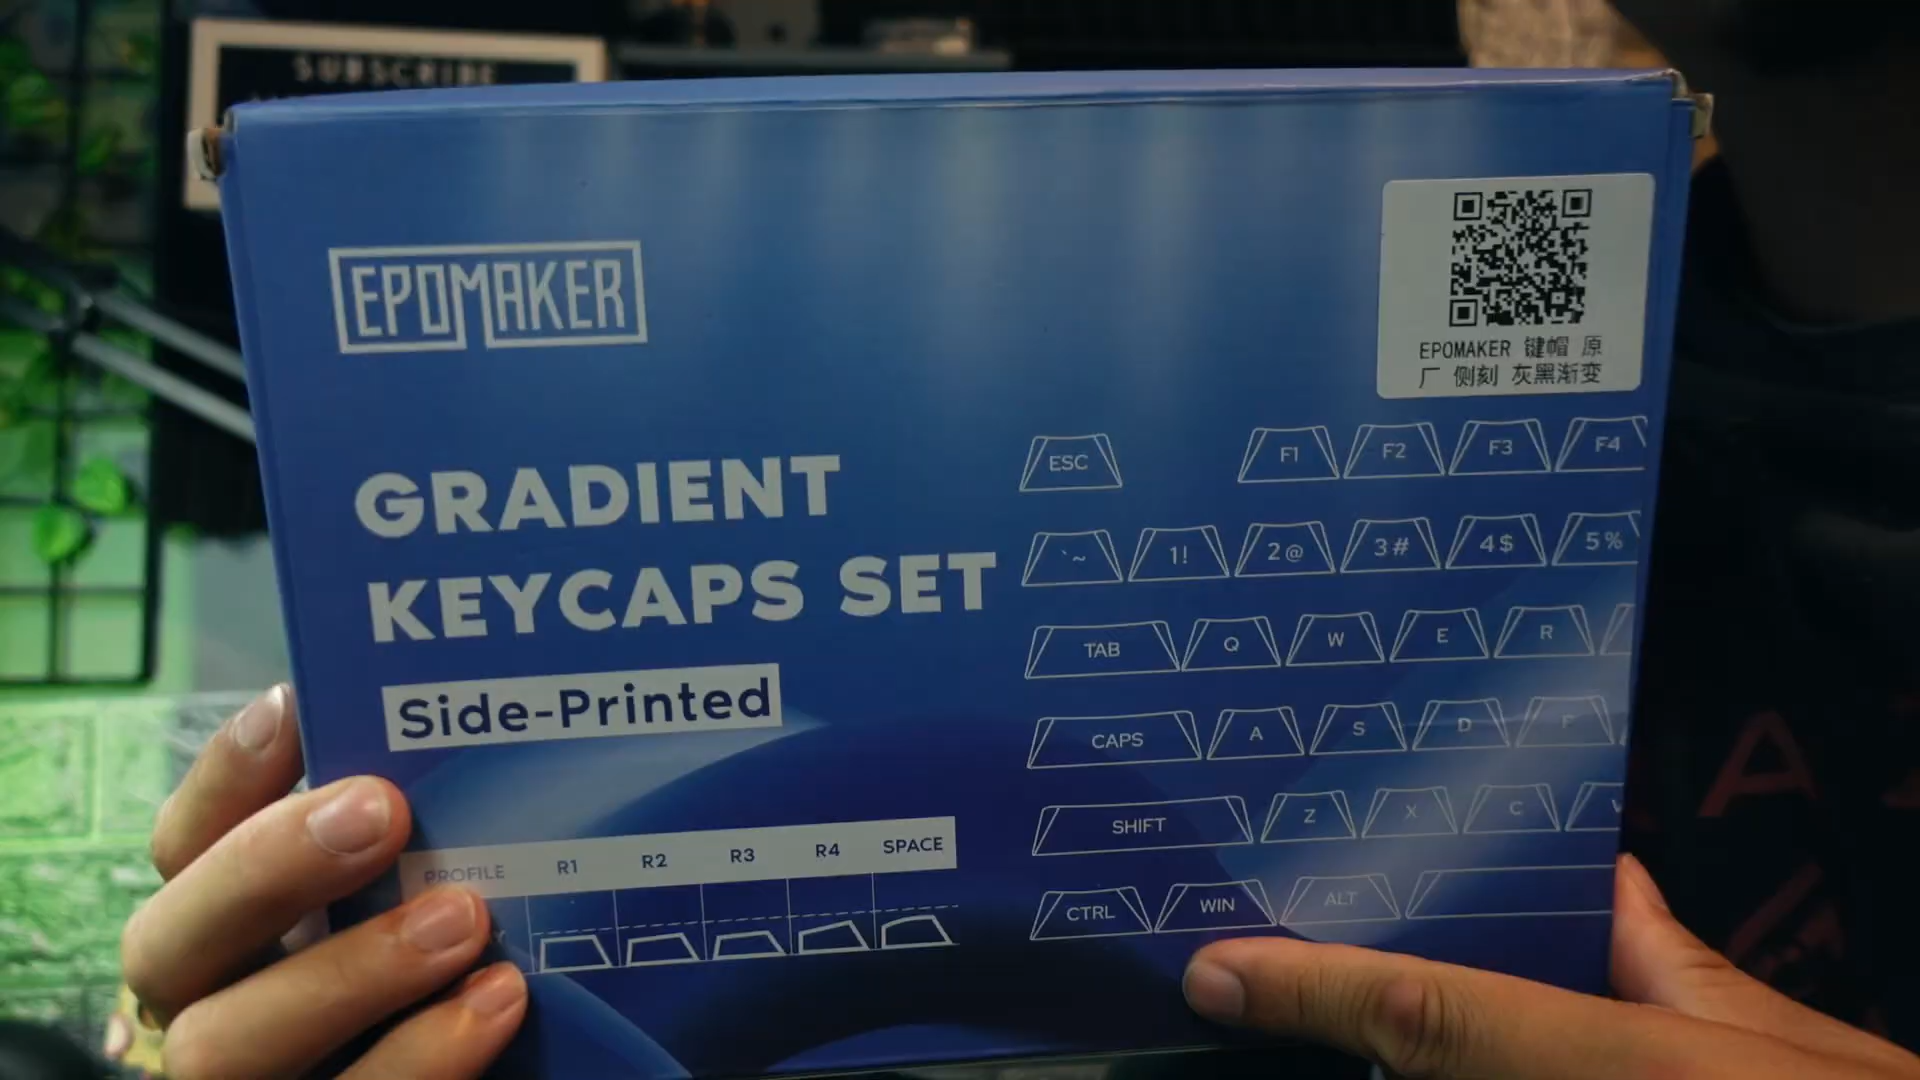 SUBSCRIBE
EPOMAKER
EPOMAKER 键帽 原
厂 侧刻 灰黑渐变
GRADIENT
KEYCAPS SET
Side-Printed
ESC F1 F2 F3 F4
`~ 1! 2@ 3# 4$ 5%
TAB Q W E R
CAPS A S D F
SHIFT Z X C
CTRL WIN ALT
PROFILE R1 R2 R3 R4 SPACE